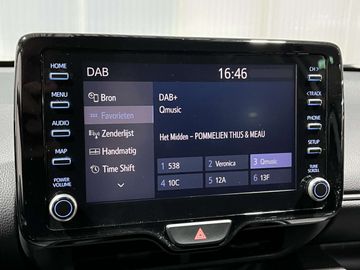 HOME
MENU
AUDIO
MAP
POWER
VOLUME
DAB
16:46
Bron
Favorieten
Zenderlijst
Handmatig
Time Shift
DAB+
Qmusic
Het Midden - POMMELIEN THIJS & MEAU
1 538
2 Veronica
3 Qmusic
4 10C
5 12A
6 13F
CH >
< TRACK
PHONE
SETUP
TUNE
SCROLL